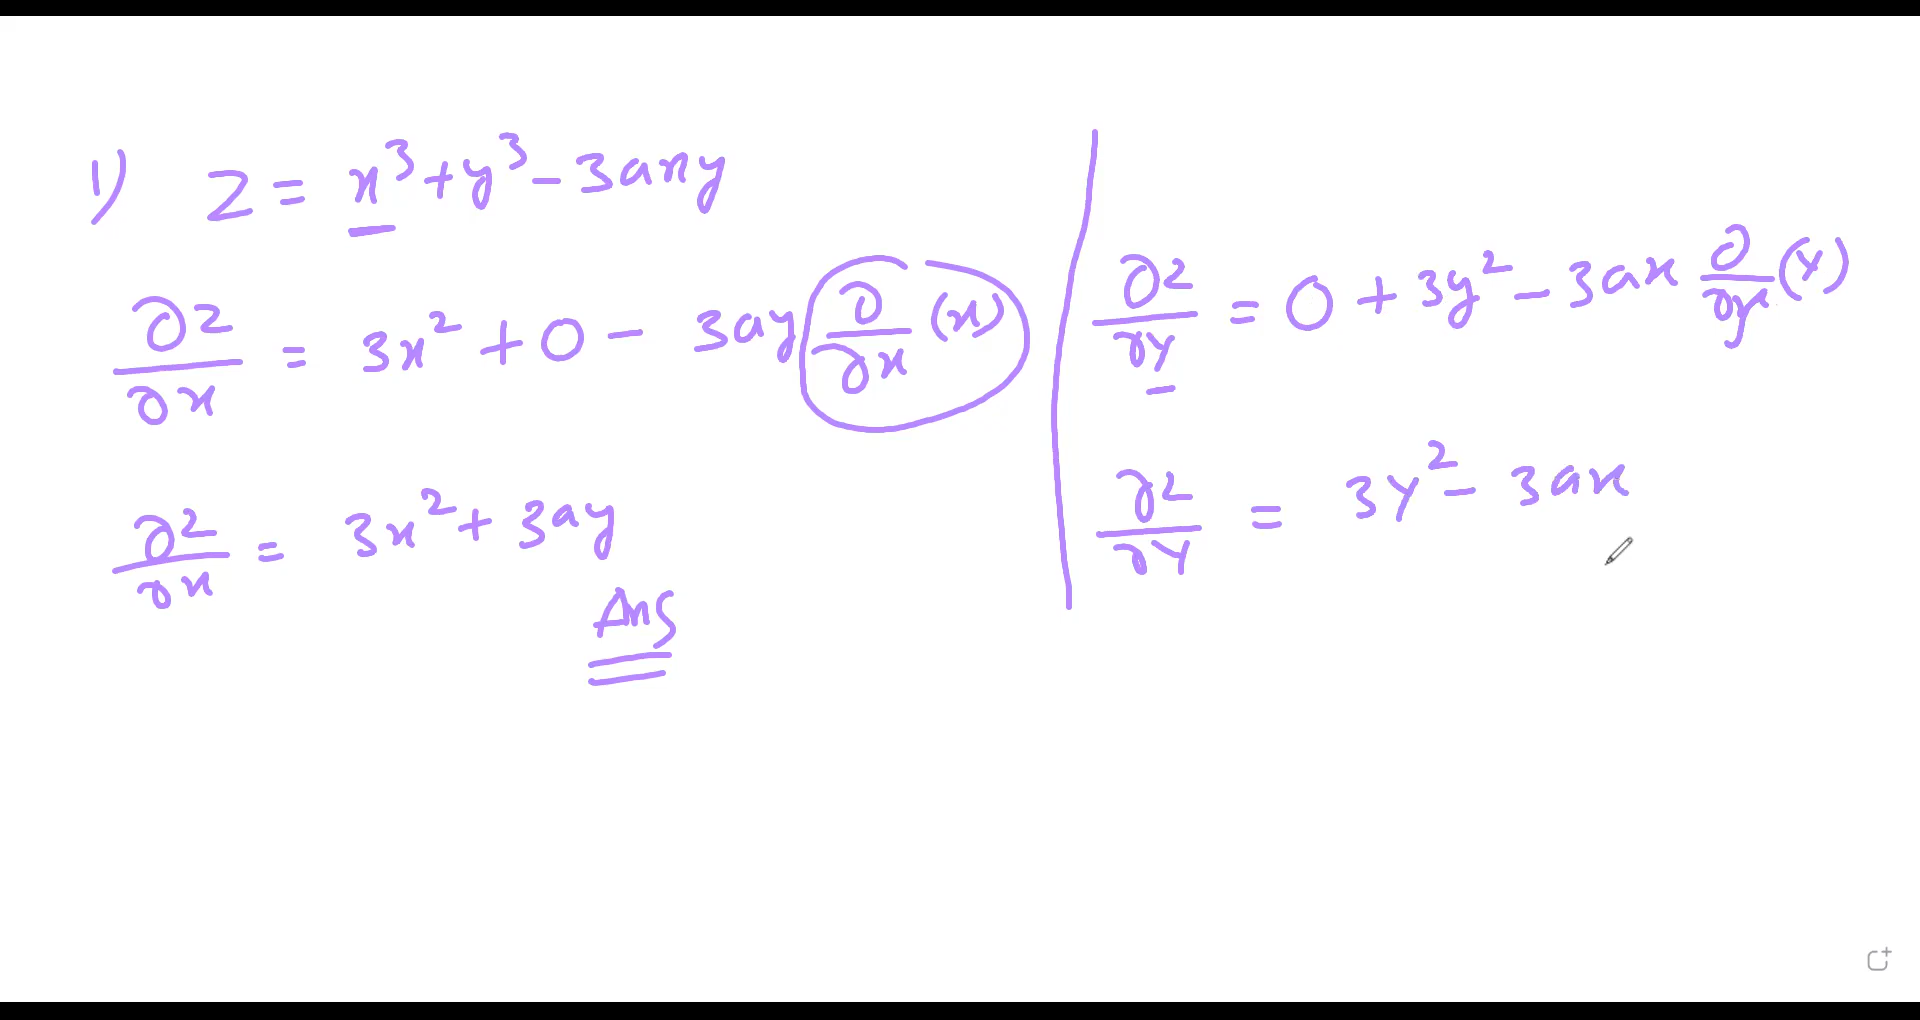 1) Z = x³ + y³ - 3axy
∂z/∂x = 3x² + 0 - 3ay ∂/∂x (x)
∂z/∂x = 3x² + 3ay
Ans
∂z/∂y = 0 + 3y² - 3ax ∂/∂y (y)
∂z/∂y = 3y² - 3ax